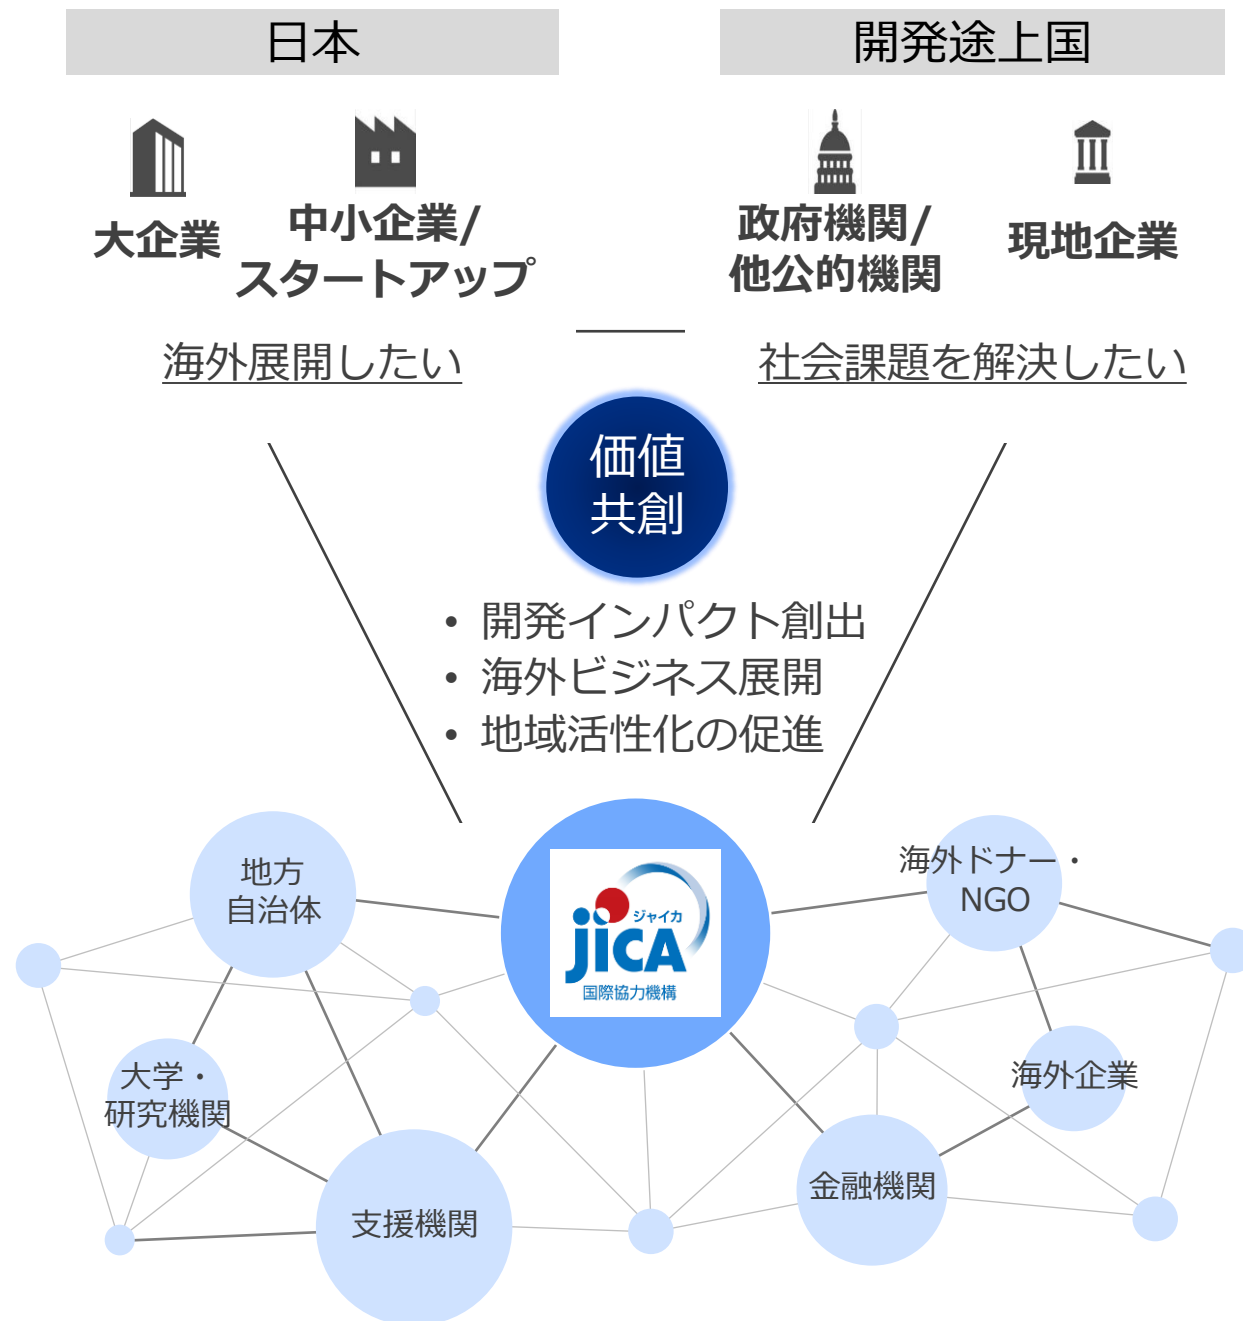 日本
開発途上国
大企業
中小企業/
スタートアップ
政府機関/
他公的機関
現地企業
海外展開したい
社会課題を解決したい
価値
共創
• 開発インパクト創出
• 海外ビジネス展開
• 地域活性化の促進
地方
自治体
ジャイカ
jICA
国際協力機構
海外ドナー・
NGO
大学・
研究機関
海外企業
支援機関
金融機関